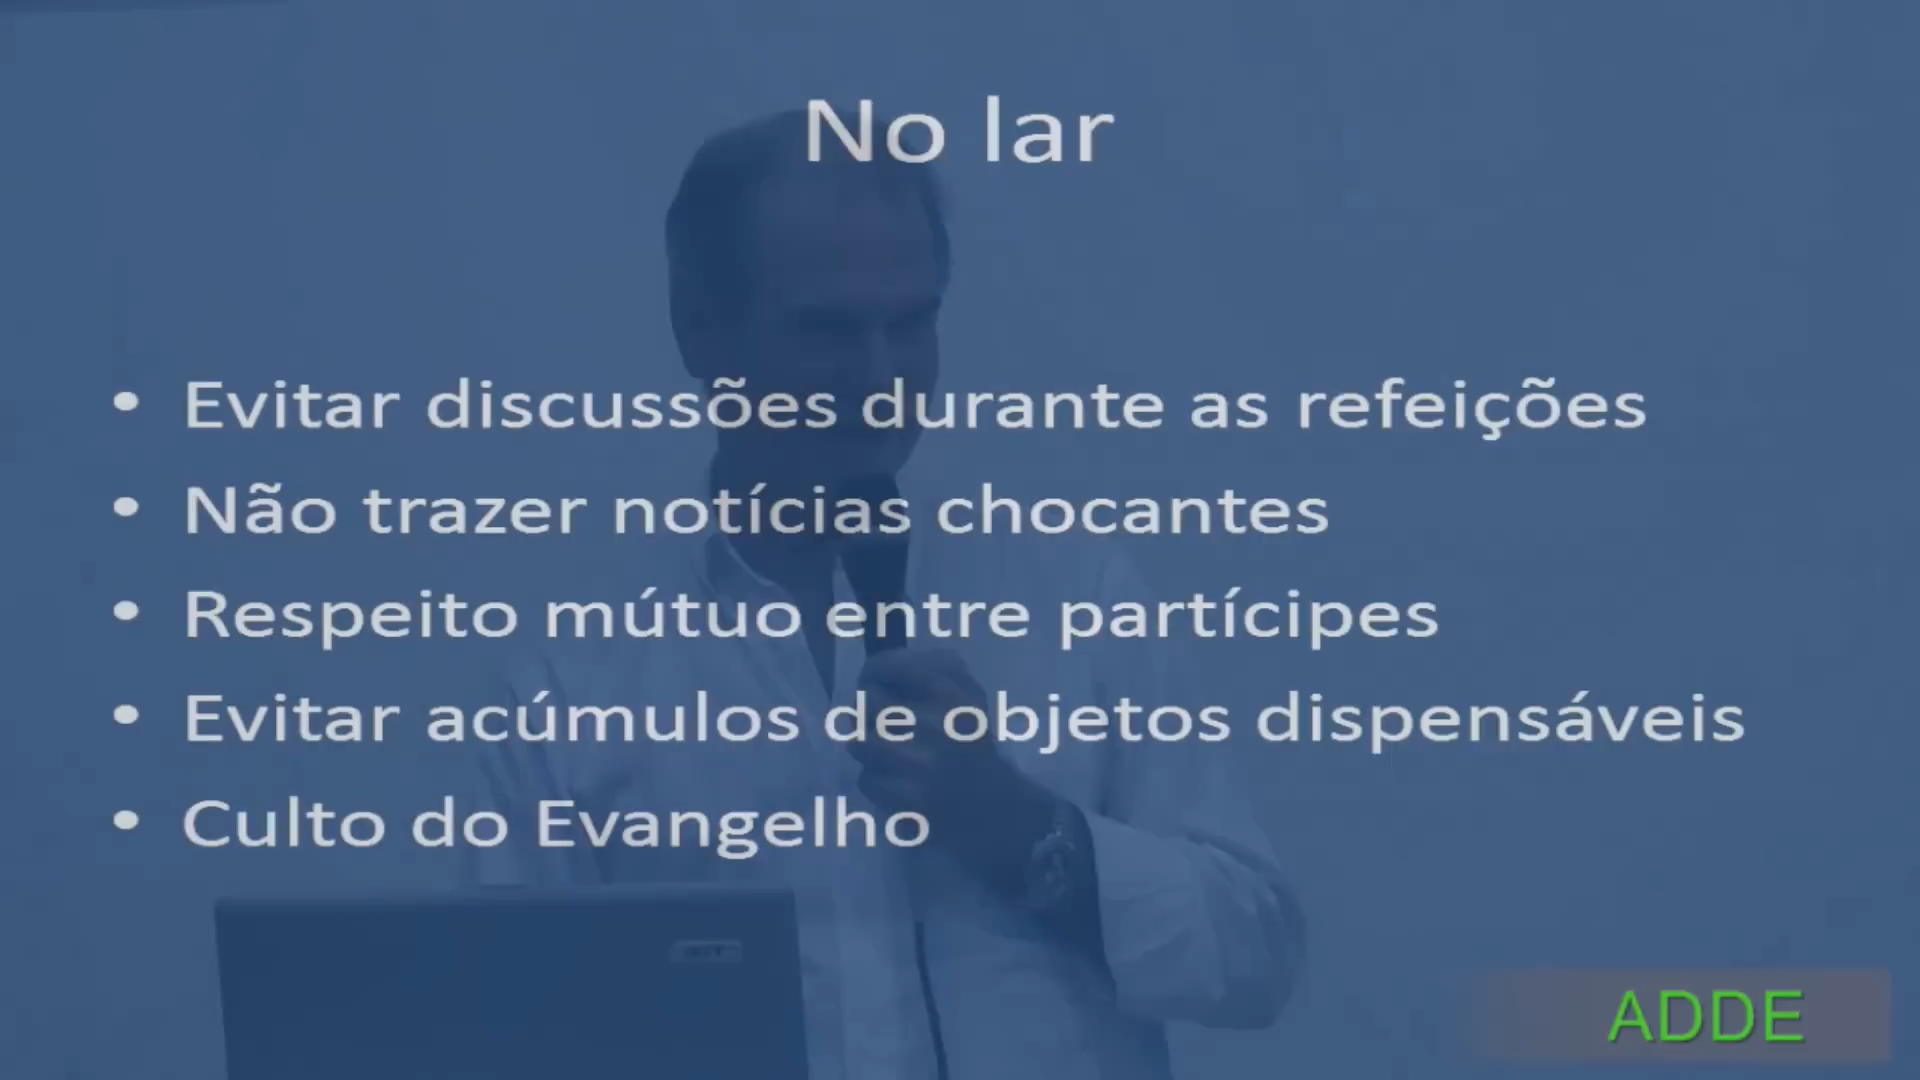 No lar
• Evitar discussões durante as refeições
• Não trazer notícias chocantes
• Respeito mútuo entre partícipes
• Evitar acúmulos de objetos dispensáveis
• Culto do Evangelho
ADDE